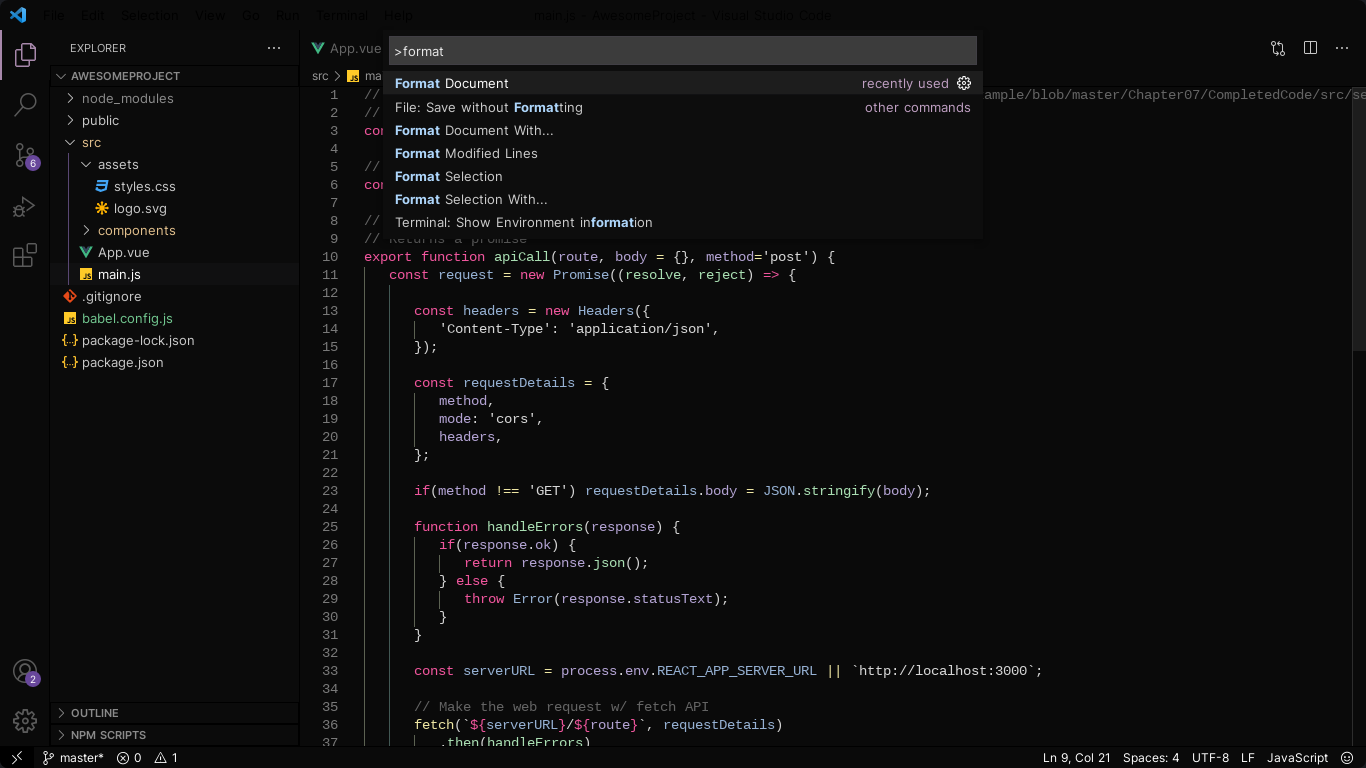 File Edit Selection View Go Run Terminal Help main.js AwesomeProject Visual Studio Code
EXPLORER
AWESOMEPROJECT
node_modules
public
src
assets
styles.css
logo.svg
components
App.vue
main.js
.gitignore
babel.config.js
package-lock.json
package.json
OUTLINE
NPM SCRIPTS
6
2
App.vue
>format
Format Document recently used
File: Save without Formatting other commands
Format Document With...
Format Modified Lines
Format Selection
Format Selection With...
Terminal: Show Environment information
src JS ma
1 // ample/blob/master/Chapter07/CompletedCode/src/se
2 //
3 con
4
5 //
6 con
7
8 //
9 // Returns a promise
10 export function apiCall(route, body = {}, method='post') {
11 const request = new Promise((resolve, reject) => {
12
13 const headers = new Headers({
14 'Content-Type': 'application/json',
15 });
16
17 const requestDetails = {
18 method,
19 mode: 'cors',
20 headers,
21 };
22
23 if(method !== 'GET') requestDetails.body = JSON.stringify(body);
24
25 function handleErrors(response) {
26 if(response.ok) {
27 return response.json();
28 } else {
29 throw Error(response.statusText);
30 }
31 }
32
33 const serverURL = process.env.REACT_APP_SERVER_URL || `http://localhost:3000`;
34
35 // Make the web request w/ fetch API
36 fetch(`${serverURL}/${route}`, requestDetails)
37 .then(handleErrors)
master* 0 1 Ln 9, Col 21 Spaces: 4 UTF-8 LF JavaScript